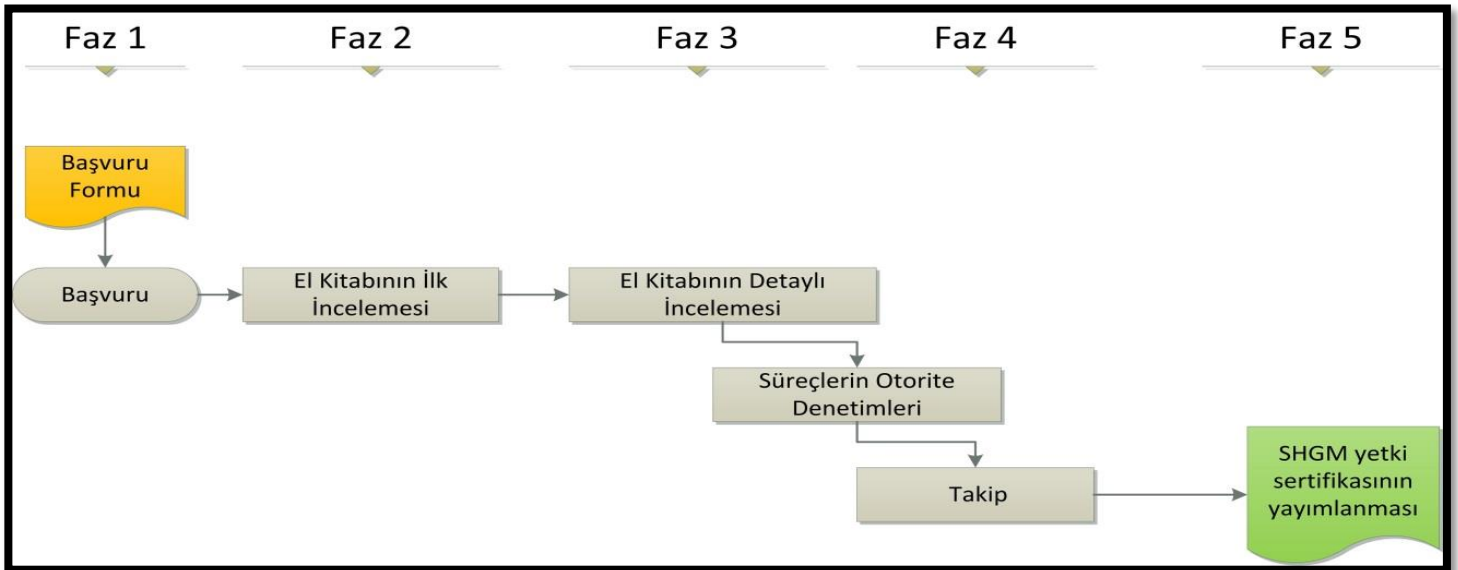 Faz 1
Faz 2
Faz 3
Faz 4
Faz 5
Başvuru
Formu
Başvuru
El Kitabının İlk
İncelemesi
El Kitabının Detaylı
İncelemesi
Süreçlerin Otorite
Denetimleri
Takip
SHGM yetki
sertifikasının
yayımlanması